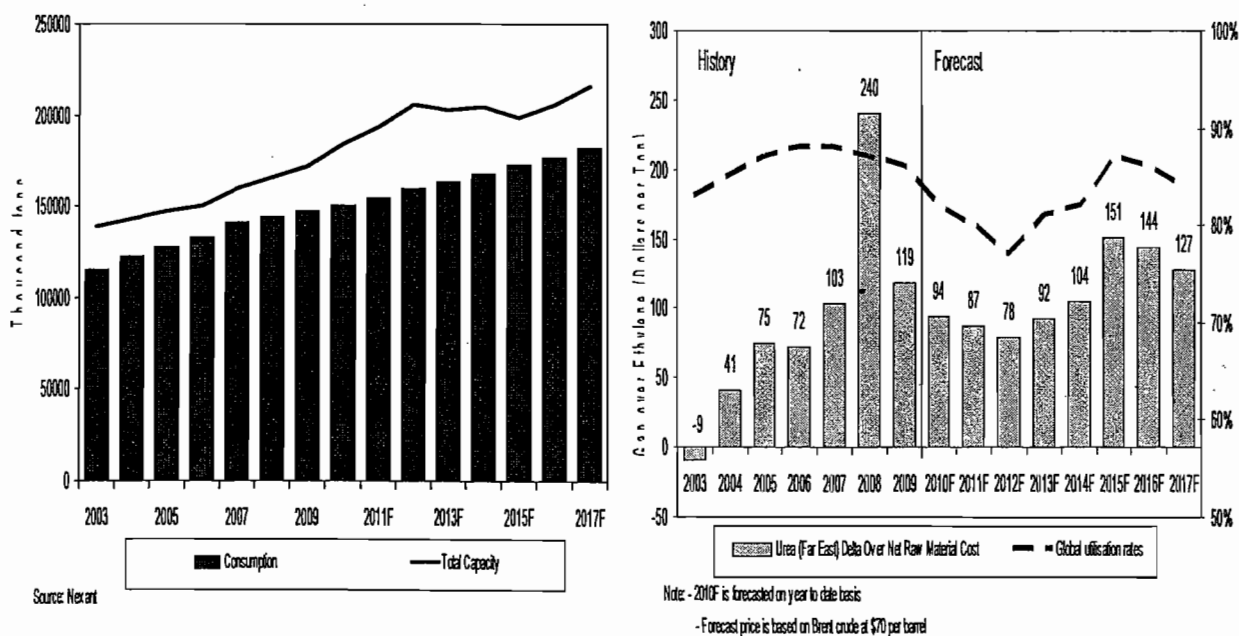 250000
200000
150000
100000
50000
0
2003 2005 2007 2009 2011F 2013F 2015F 2017F
Consumption Total Capacity
Source: Nexant
300
250
200
150
100
50
0
-50
History Forecast
-9 41 75 72 103 240 119 94 87 78 92 104 151 144 127
2003 2004 2005 2006 2007 2008 2009 2010F 2011F 2012F 2013F 2014F 2015F 2016F 2017F
100%
90%
80%
70%
60%
50%
Urea (Far East) Delta Over Net Raw Material Cost Global utilisation rates
Note: - 2010F is forecasted on year to date basis
- Forecast price is based on Brent crude at $70 per barrel